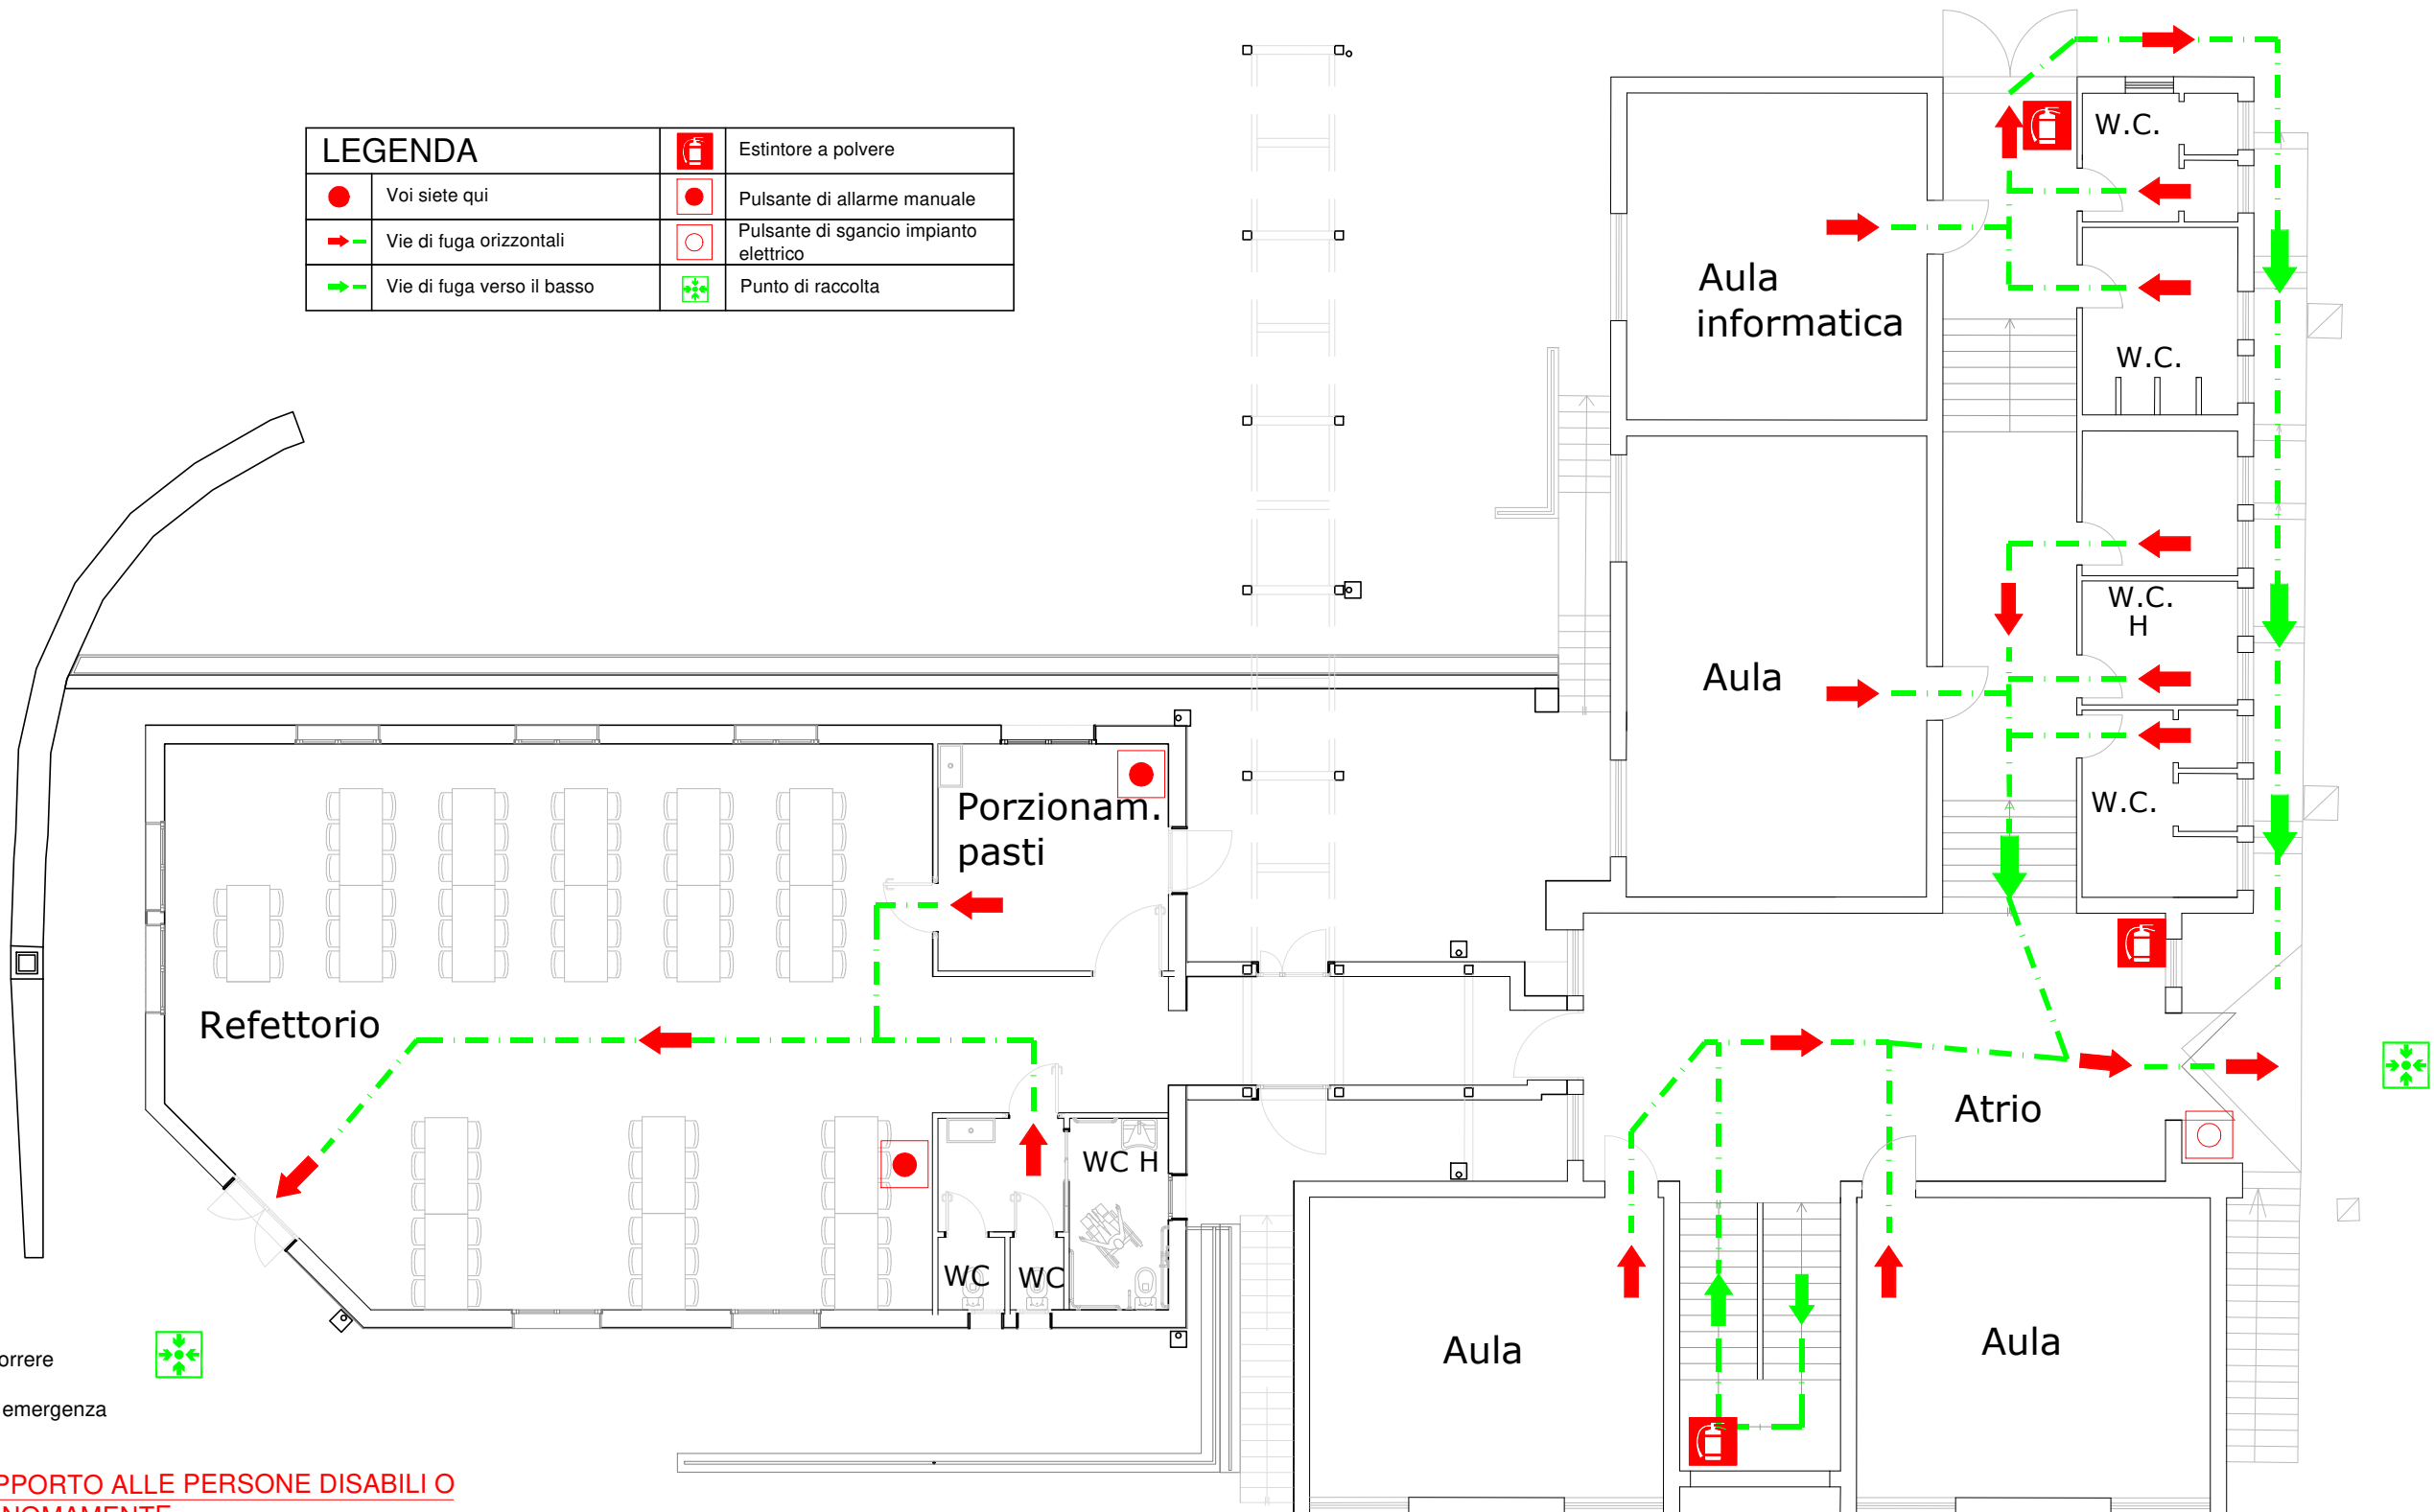 LEGENDA
Estintore a polvere
Voi siete qui
Pulsante di allarme manuale
Vie di fuga orizzontali
Pulsante di sgancio impianto
elettrico
Vie di fuga verso il basso
Punto di raccolta
W.C.
Aula
informatica
W.C.
W.C.
H
Aula
W.C.
Porzionam.
pasti
Refettorio
Atrio
WC H
WC
WC
Aula
Aula
orrere
emergenza
PPORTO ALLE PERSONE DISABILI O